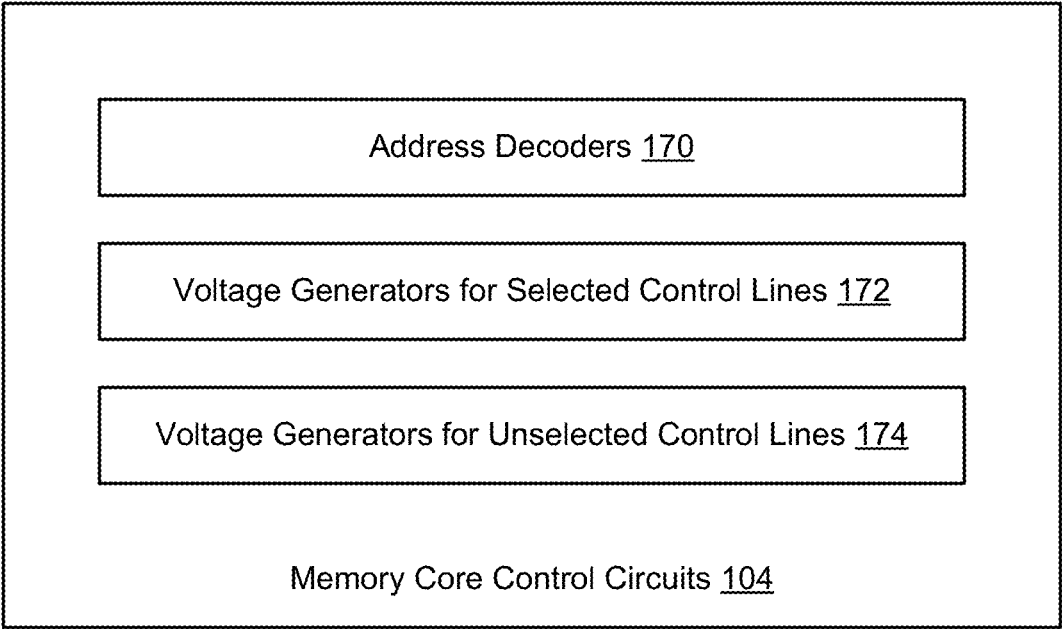 Address Decoders 170
Voltage Generators for Selected Control Lines 172
Voltage Generators for Unselected Control Lines 174
Memory Core Control Circuits 104